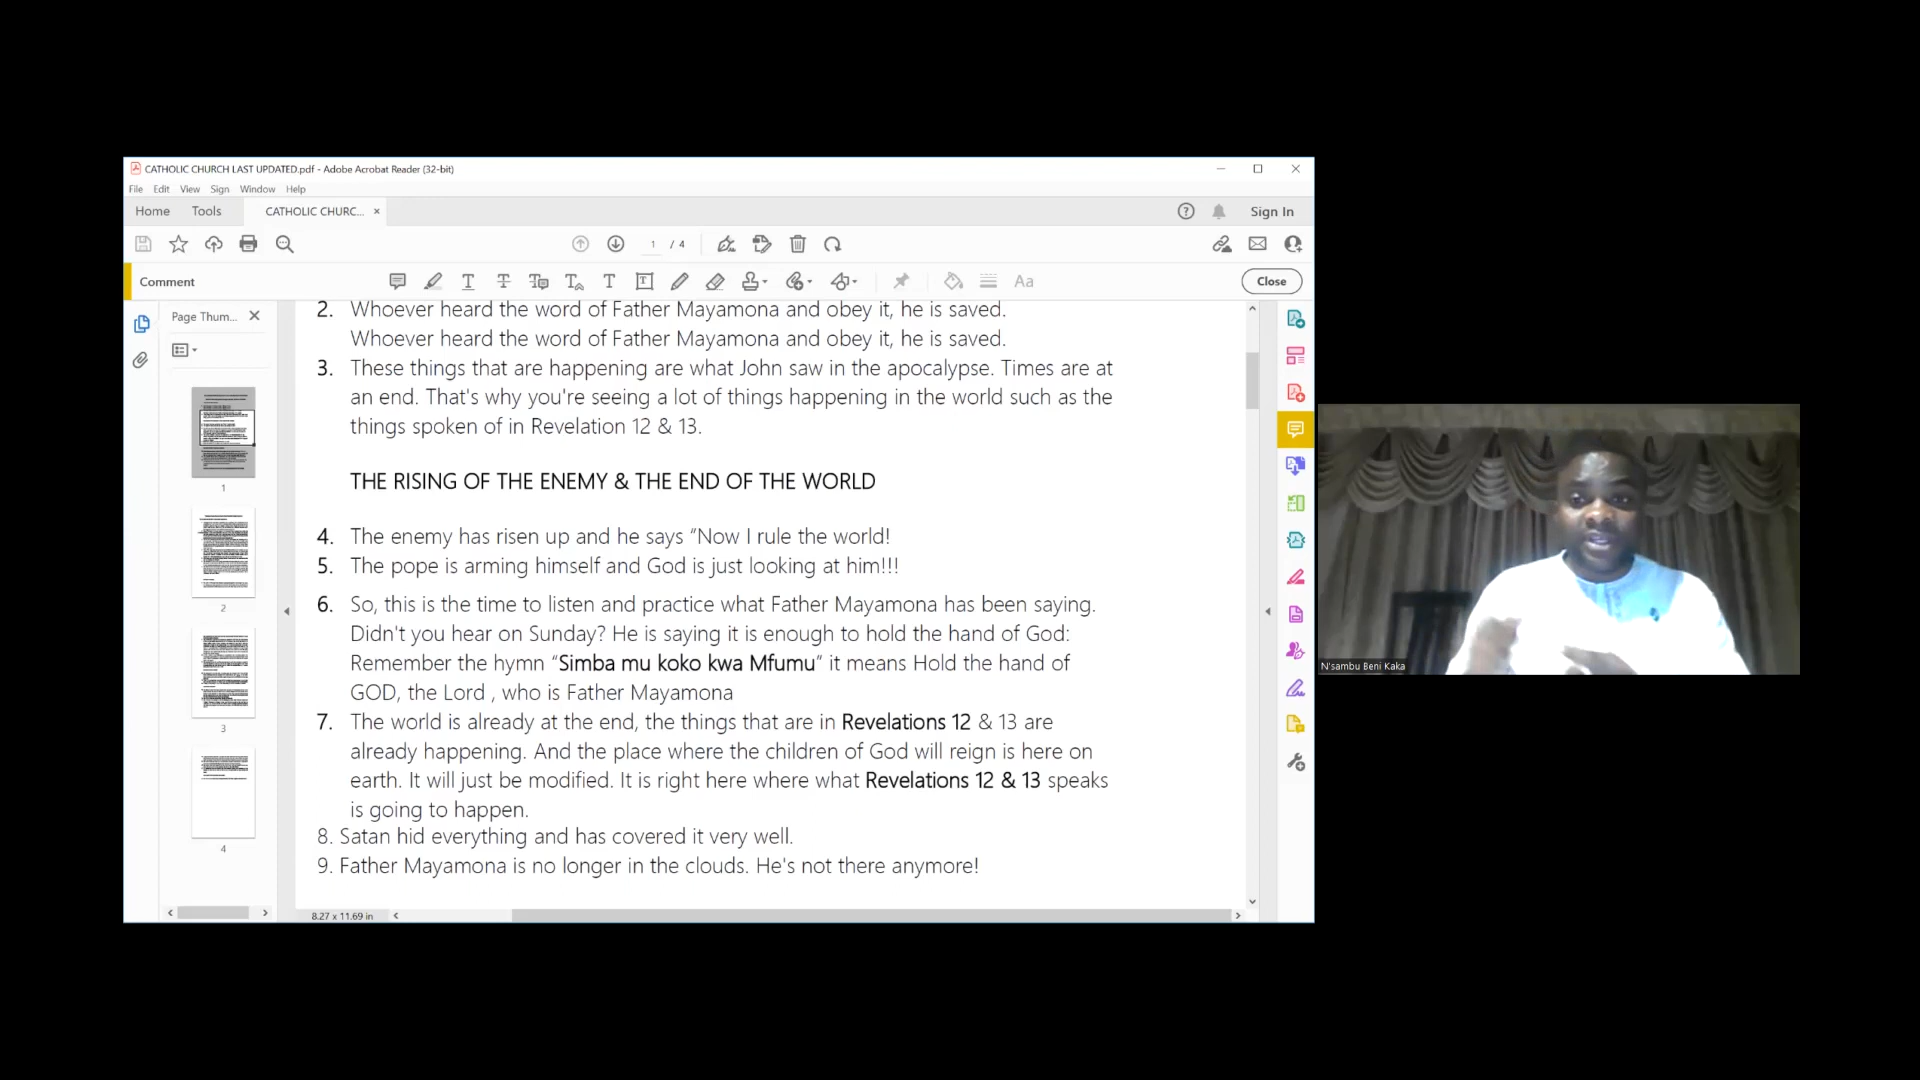 CATHOLIC CHURCH LAST UPDATED.pdf - Adobe Acrobat Reader (32-bit)
File Edit View Sign Window Help
Home Tools CATHOLIC CHURC... × Sign In
1 / 4
Comment Close
Page Thum...
2. Whoever heard the word of Father Mayamona and obey it, he is saved.
Whoever heard the word of Father Mayamona and obey it, he is saved.
3. These things that are happening are what John saw in the apocalypse. Times are at
an end. That's why you're seeing a lot of things happening in the world such as the
things spoken of in Revelation 12 & 13.
THE RISING OF THE ENEMY & THE END OF THE WORLD
4. The enemy has risen up and he says “Now I rule the world!
5. The pope is arming himself and God is just looking at him!!!
6. So, this is the time to listen and practice what Father Mayamona has been saying.
Didn't you hear on Sunday? He is saying it is enough to hold the hand of God:
Remember the hymn “Simba mu koko kwa Mfumu” it means Hold the hand of
GOD, the Lord , who is Father Mayamona
7. The world is already at the end, the things that are in Revelations 12 & 13 are
already happening. And the place where the children of God will reign is here on
earth. It will just be modified. It is right here where what Revelations 12 & 13 speaks
is going to happen.
8. Satan hid everything and has covered it very well.
9. Father Mayamona is no longer in the clouds. He's not there anymore!
1
2
3
4
8.27 x 11.69 in
N'sambu Beni Kaka